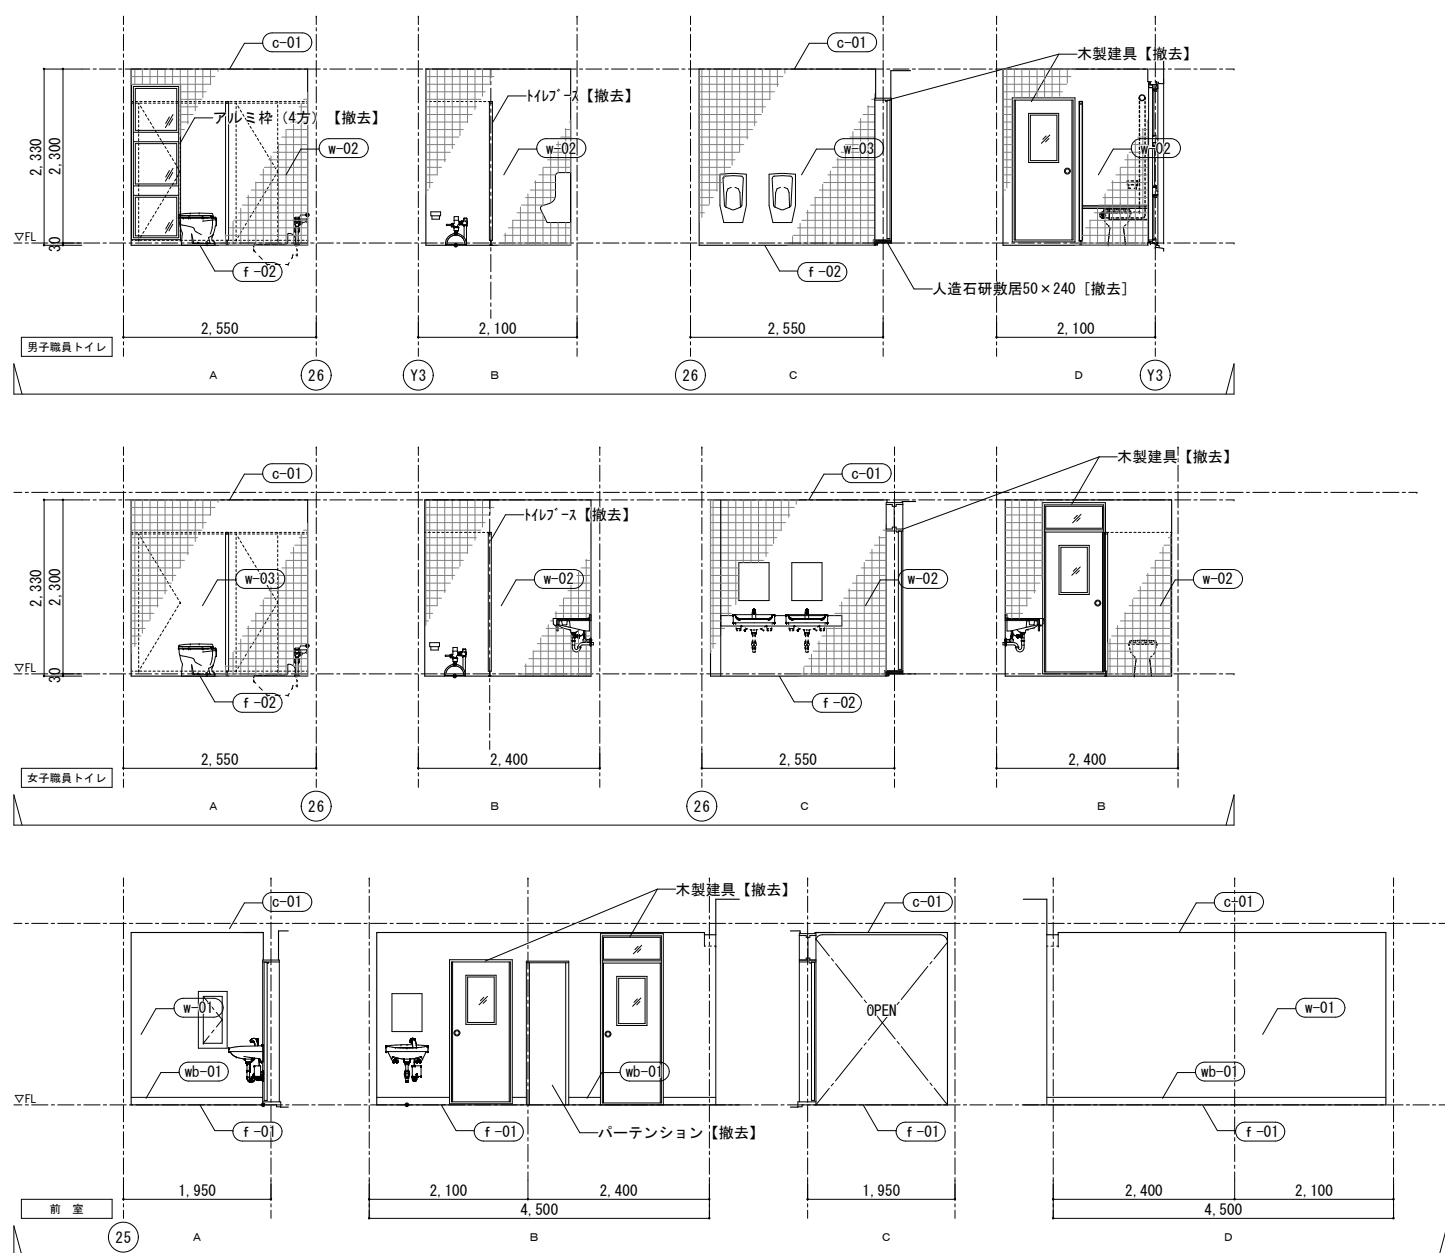 c-01
c-01
木製建具【撤去】
トイレブース【撤去】
アルミ枠（4方）【撤去】
w-02
w-02
w-03
w-02
2,330
2,300
▽FL
30
f-02
f-02
人造石研敷居50×240［撤去］
2,550
2,100
2,550
2,100
男子職員トイレ
A
26
Y3
B
26
C
D
Y3
c-01
c-01
木製建具【撤去】
トイレブース【撤去】
w-03
w-02
w-02
w-02
2,330
2,300
▽FL
30
f-02
f-02
2,550
2,400
2,550
2,400
女子職員トイレ
A
26
B
26
C
B
c-01
木製建具【撤去】
c-01
c-01
w-01
OPEN
w-01
wb-01
wb-01
wb-01
▽FL
f-01
f-01
パーテンション【撤去】
f-01
f-01
1,950
2,100
2,400
1,950
2,400
2,100
前 室
4,500
4,500
25
A
B
C
D